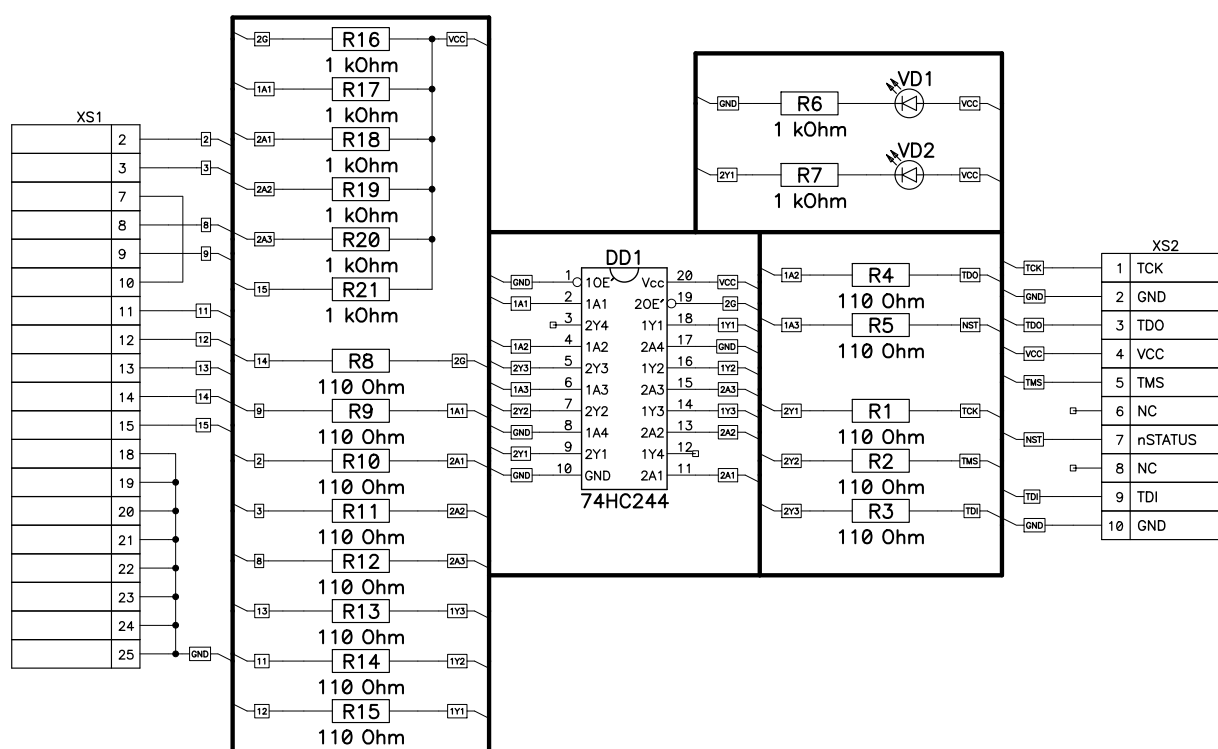 XS1
2
3
7
8
9
10
11
12
13
14
15
18
19
20
21
22
23
24
25
2
3
8
9
11
12
13
14
15
GND
2G R16 VCC
1 kOhm
1A1 R17
1 kOhm
2A1 R18
1 kOhm
2A2 R19
1 kOhm
2A3 R20
1 kOhm
15 R21
1 kOhm
14 R8 2G
110 Ohm
9 R9 1A1
110 Ohm
2 R10 2A1
110 Ohm
3 R11 2A2
110 Ohm
8 R12 2A3
110 Ohm
13 R13 1Y3
110 Ohm
11 R14 1Y2
110 Ohm
12 R15 1Y1
110 Ohm
DD1
GND 1 1OE' Vcc 20 VCC
1A1 2 1A1 2OE' 19 2G
3 2Y4 1Y1 18 1Y1
1A2 4 1A2 2A4 17 GND
2Y3 5 2Y3 1Y2 16 1Y2
1A3 6 1A3 2A3 15 2A3
2Y2 7 2Y2 1Y3 14 1Y3
GND 8 1A4 2A2 13 2A2
2Y1 9 2Y1 1Y4 12
GND 10 GND 2A1 11 2A1
74HC244
VD1
GND R6 VCC
1 kOhm
VD2
2Y1 R7 VCC
1 kOhm
1A2 R4 TDO
110 Ohm
1A3 R5 NST
110 Ohm
2Y1 R1 TCK
110 Ohm
2Y2 R2 TMS
110 Ohm
2Y3 R3 TDI
110 Ohm
XS2
TCK 1 TCK
GND 2 GND
TDO 3 TDO
VCC 4 VCC
TMS 5 TMS
6 NC
NST 7 nSTATUS
8 NC
TDI 9 TDI
GND 10 GND